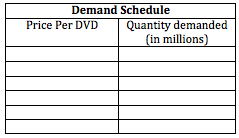 Demand Schedule
Price Per DVD
Quantity demanded
(in millions)